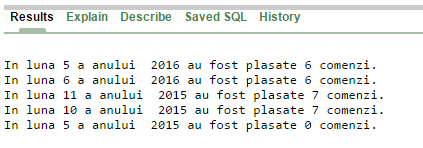 Results Explain Describe Saved SQL History
In luna 5 a anului  2016 au fost plasate 6 comenzi.
In luna 6 a anului  2016 au fost plasate 6 comenzi.
In luna 11 a anului  2015 au fost plasate 7 comenzi.
In luna 10 a anului  2015 au fost plasate 7 comenzi.
In luna 5 a anului  2015 au fost plasate 0 comenzi.